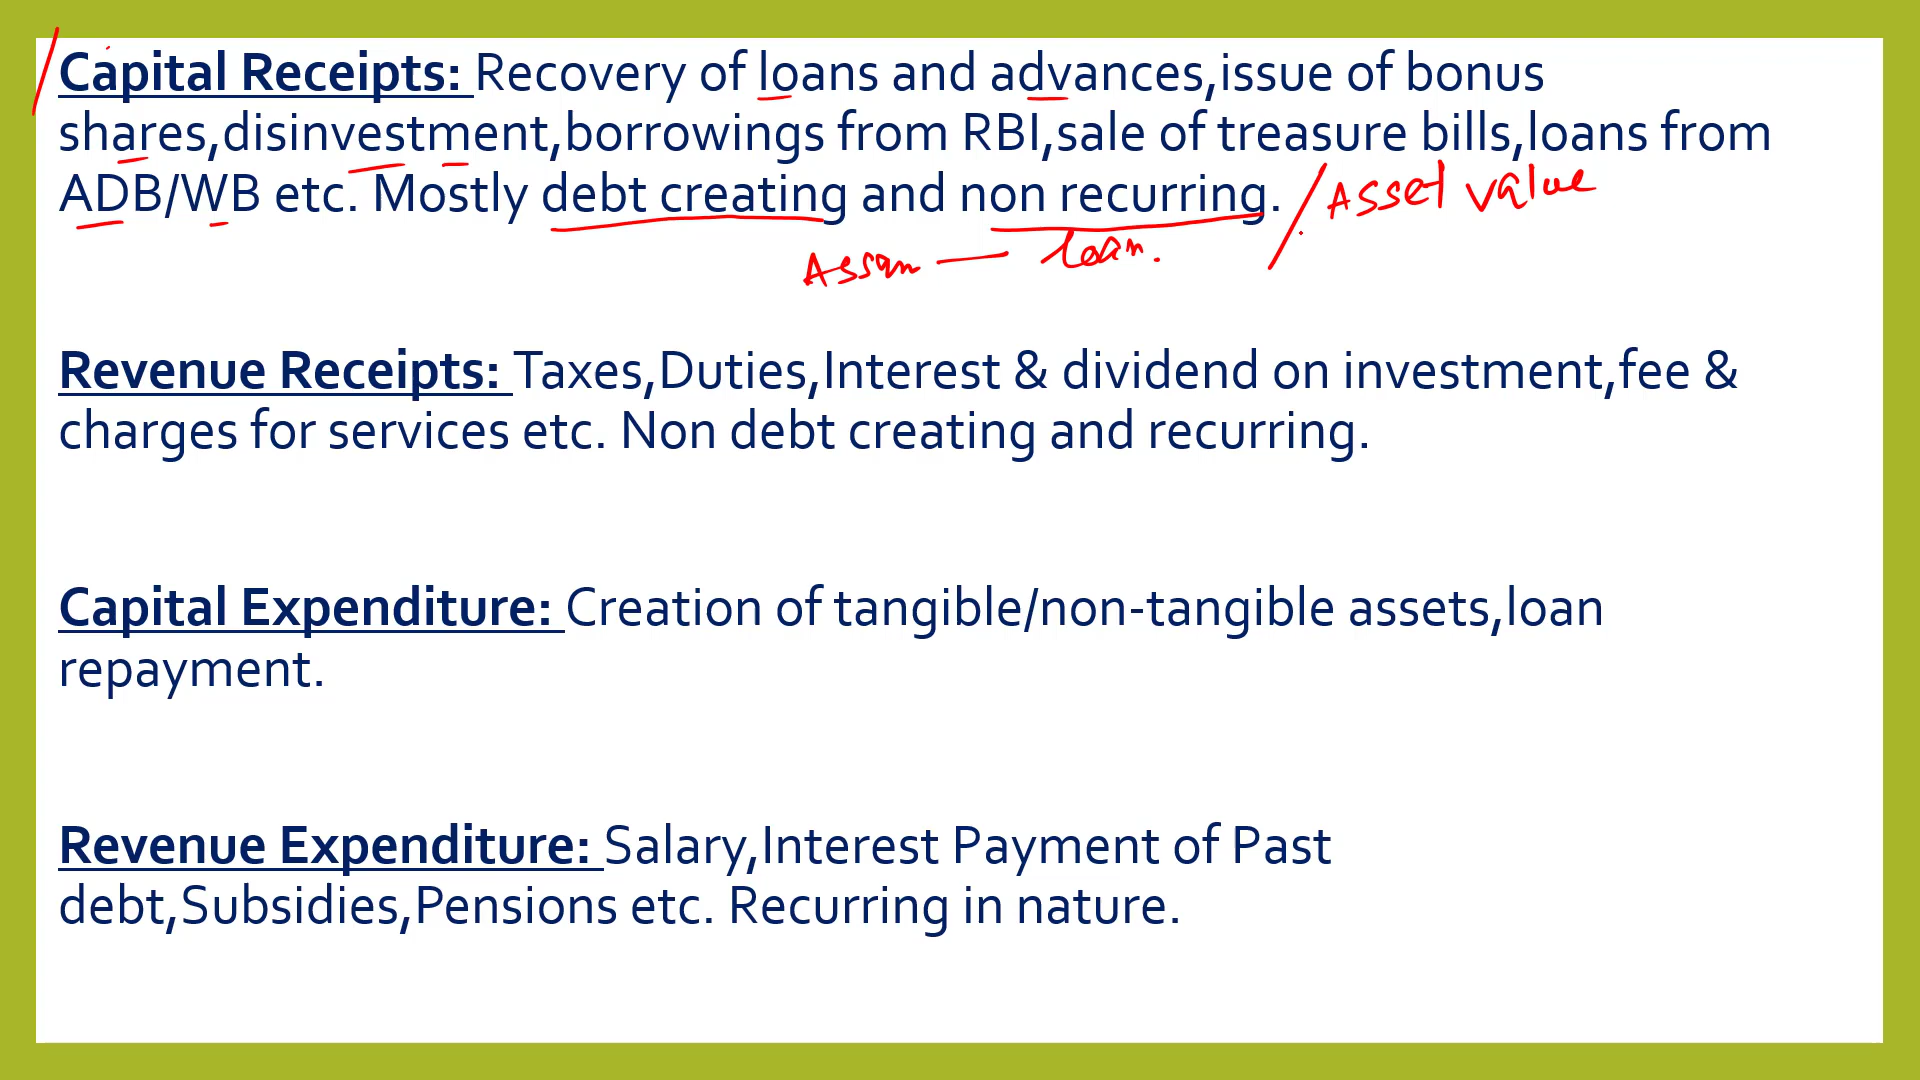 Capital Receipts: Recovery of loans and advances,issue of bonus
shares,disinvestment,borrowings from RBI,sale of treasure bills,loans from
ADB/WB etc. Mostly debt creating and non recurring. / Asset value
Assam — loan.
Revenue Receipts: Taxes,Duties,Interest & dividend on investment,fee &
charges for services etc. Non debt creating and recurring.
Capital Expenditure: Creation of tangible/non-tangible assets,loan
repayment.
Revenue Expenditure: Salary,Interest Payment of Past
debt,Subsidies,Pensions etc. Recurring in nature.